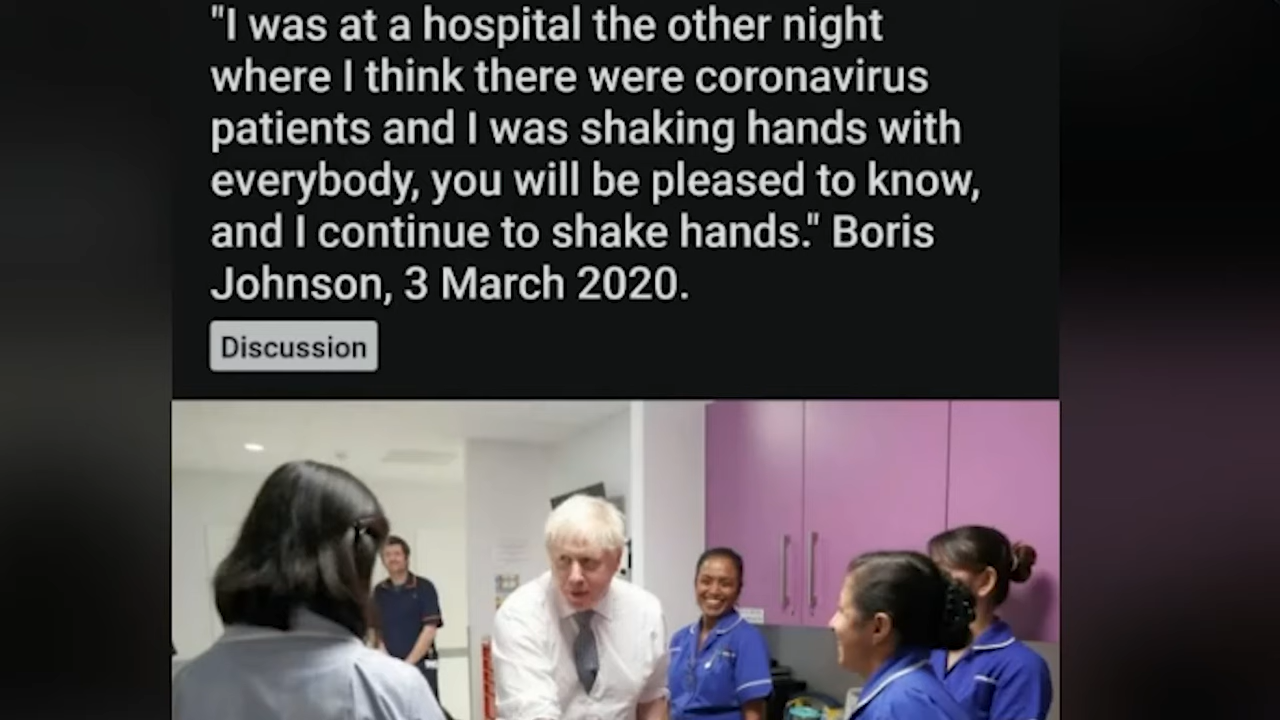 "I was at a hospital the other night
where I think there were coronavirus
patients and I was shaking hands with
everybody, you will be pleased to know,
and I continue to shake hands." Boris
Johnson, 3 March 2020.
Discussion